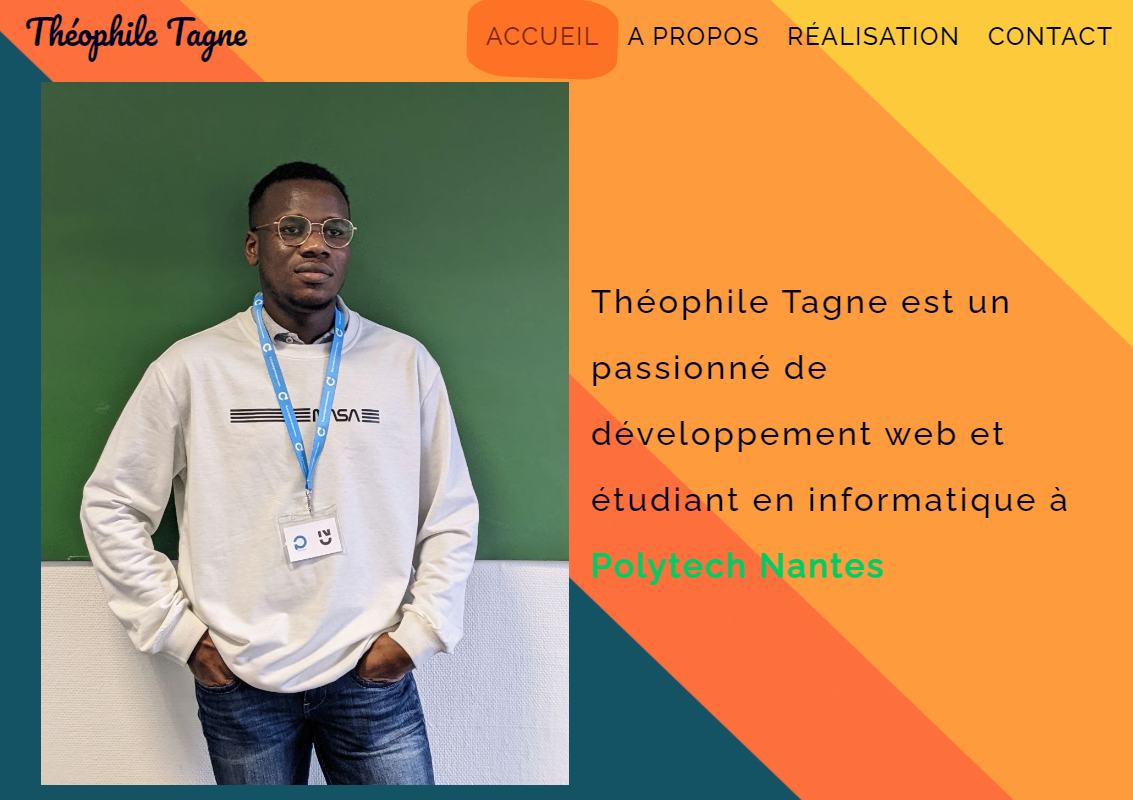 Théophile Tagne
ACCUEIL A PROPOS RÉALISATION CONTACT
NASA
Théophile Tagne est un
passionné de
développement web et
étudiant en informatique à
Polytech Nantes